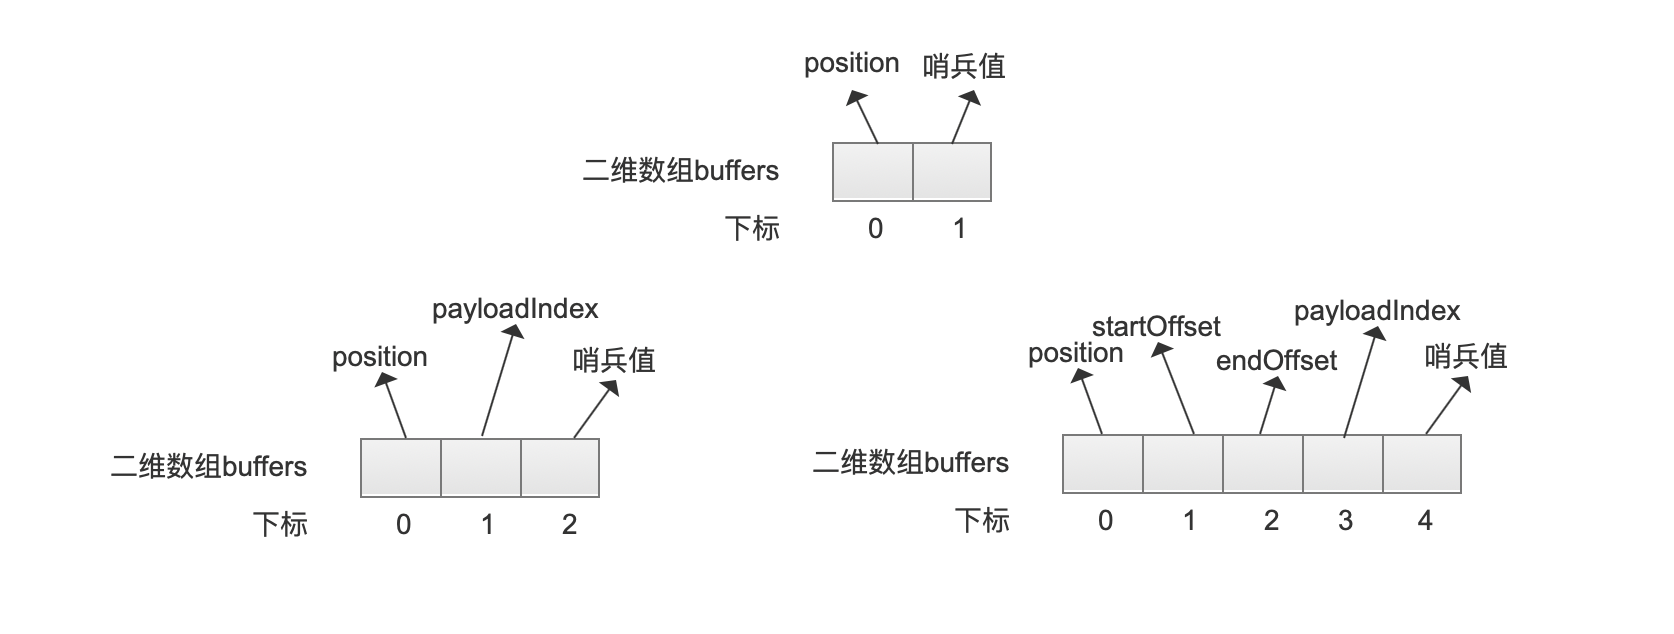 position 哨兵值
二维数组buffers
下标 0 1
payloadIndex
position 哨兵值
二维数组buffers
下标 0 1 2
payloadIndex
startOffset
position endOffset 哨兵值
二维数组buffers
下标 0 1 2 3 4